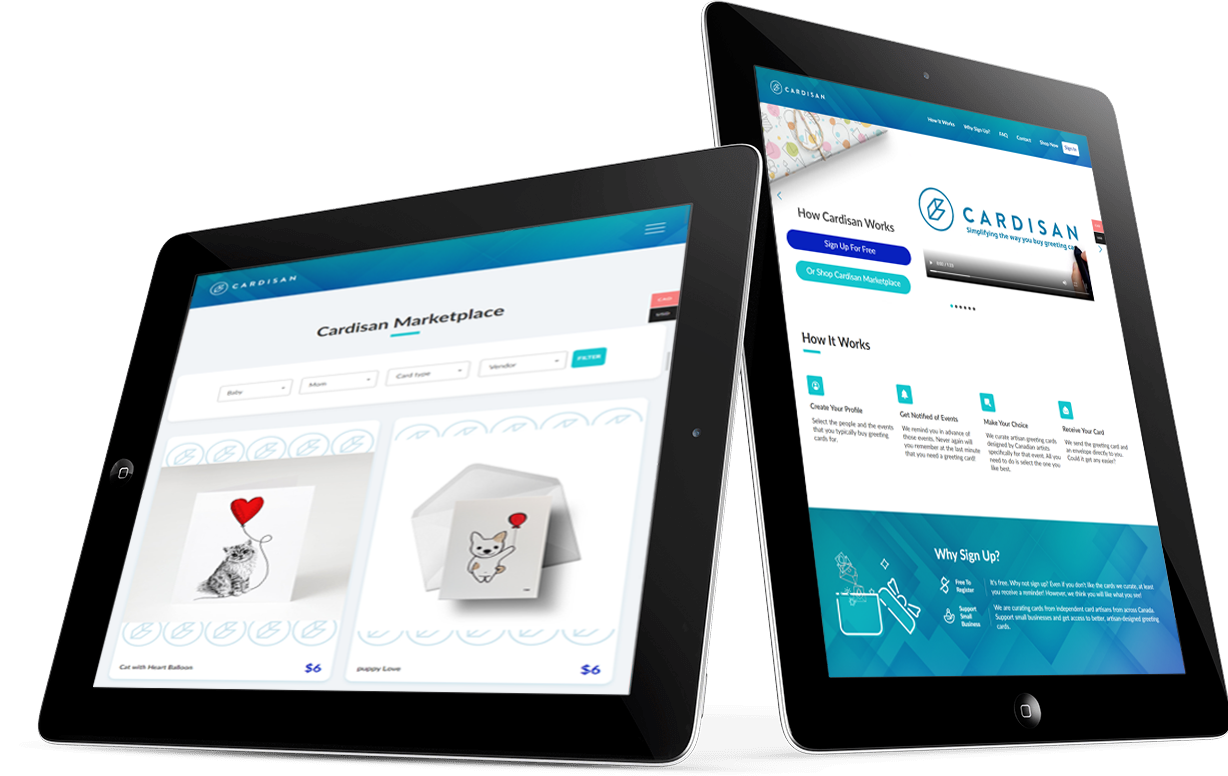 CARDISAN
Cardisan Marketplace
Baby
Mom
Card type
Vendor
FILTER
CAD
USD
Cat with Heart Balloon
$6
puppy Love
$6
CARDISAN
How It Works
Why Sign Up?
FAQ
Contact
Shop Now
Sign In
How Cardisan Works
Sign Up For Free
Or Shop Cardisan Marketplace
CARDISAN
Simplifying the way you buy greeting
How It Works
Create Your Profile
Select the people and the events
that you typically buy greeting
cards for.
Get Notified of Events
We remind you in advance of
these events. Never again will
you remember at the last minute
that you need a greeting card!
Make Your Choice
We curate artisan greeting cards
designed by Canadian artists
specifically for that event. All you
need to do is select the one you
like best.
Receive Your Card
We send the greeting card and
an envelope directly to you.
Could it get any easier?
Why Sign Up?
Free To
Register
It's free. Why not sign up? Even if you don't like the cards we curate, at least
you receive a reminder! However, we think you will like what you see!
Support
Small
Business
We are curating cards from independent card artisans from across Canada.
Support small businesses and get access to better, artisan-designed greeting
cards.